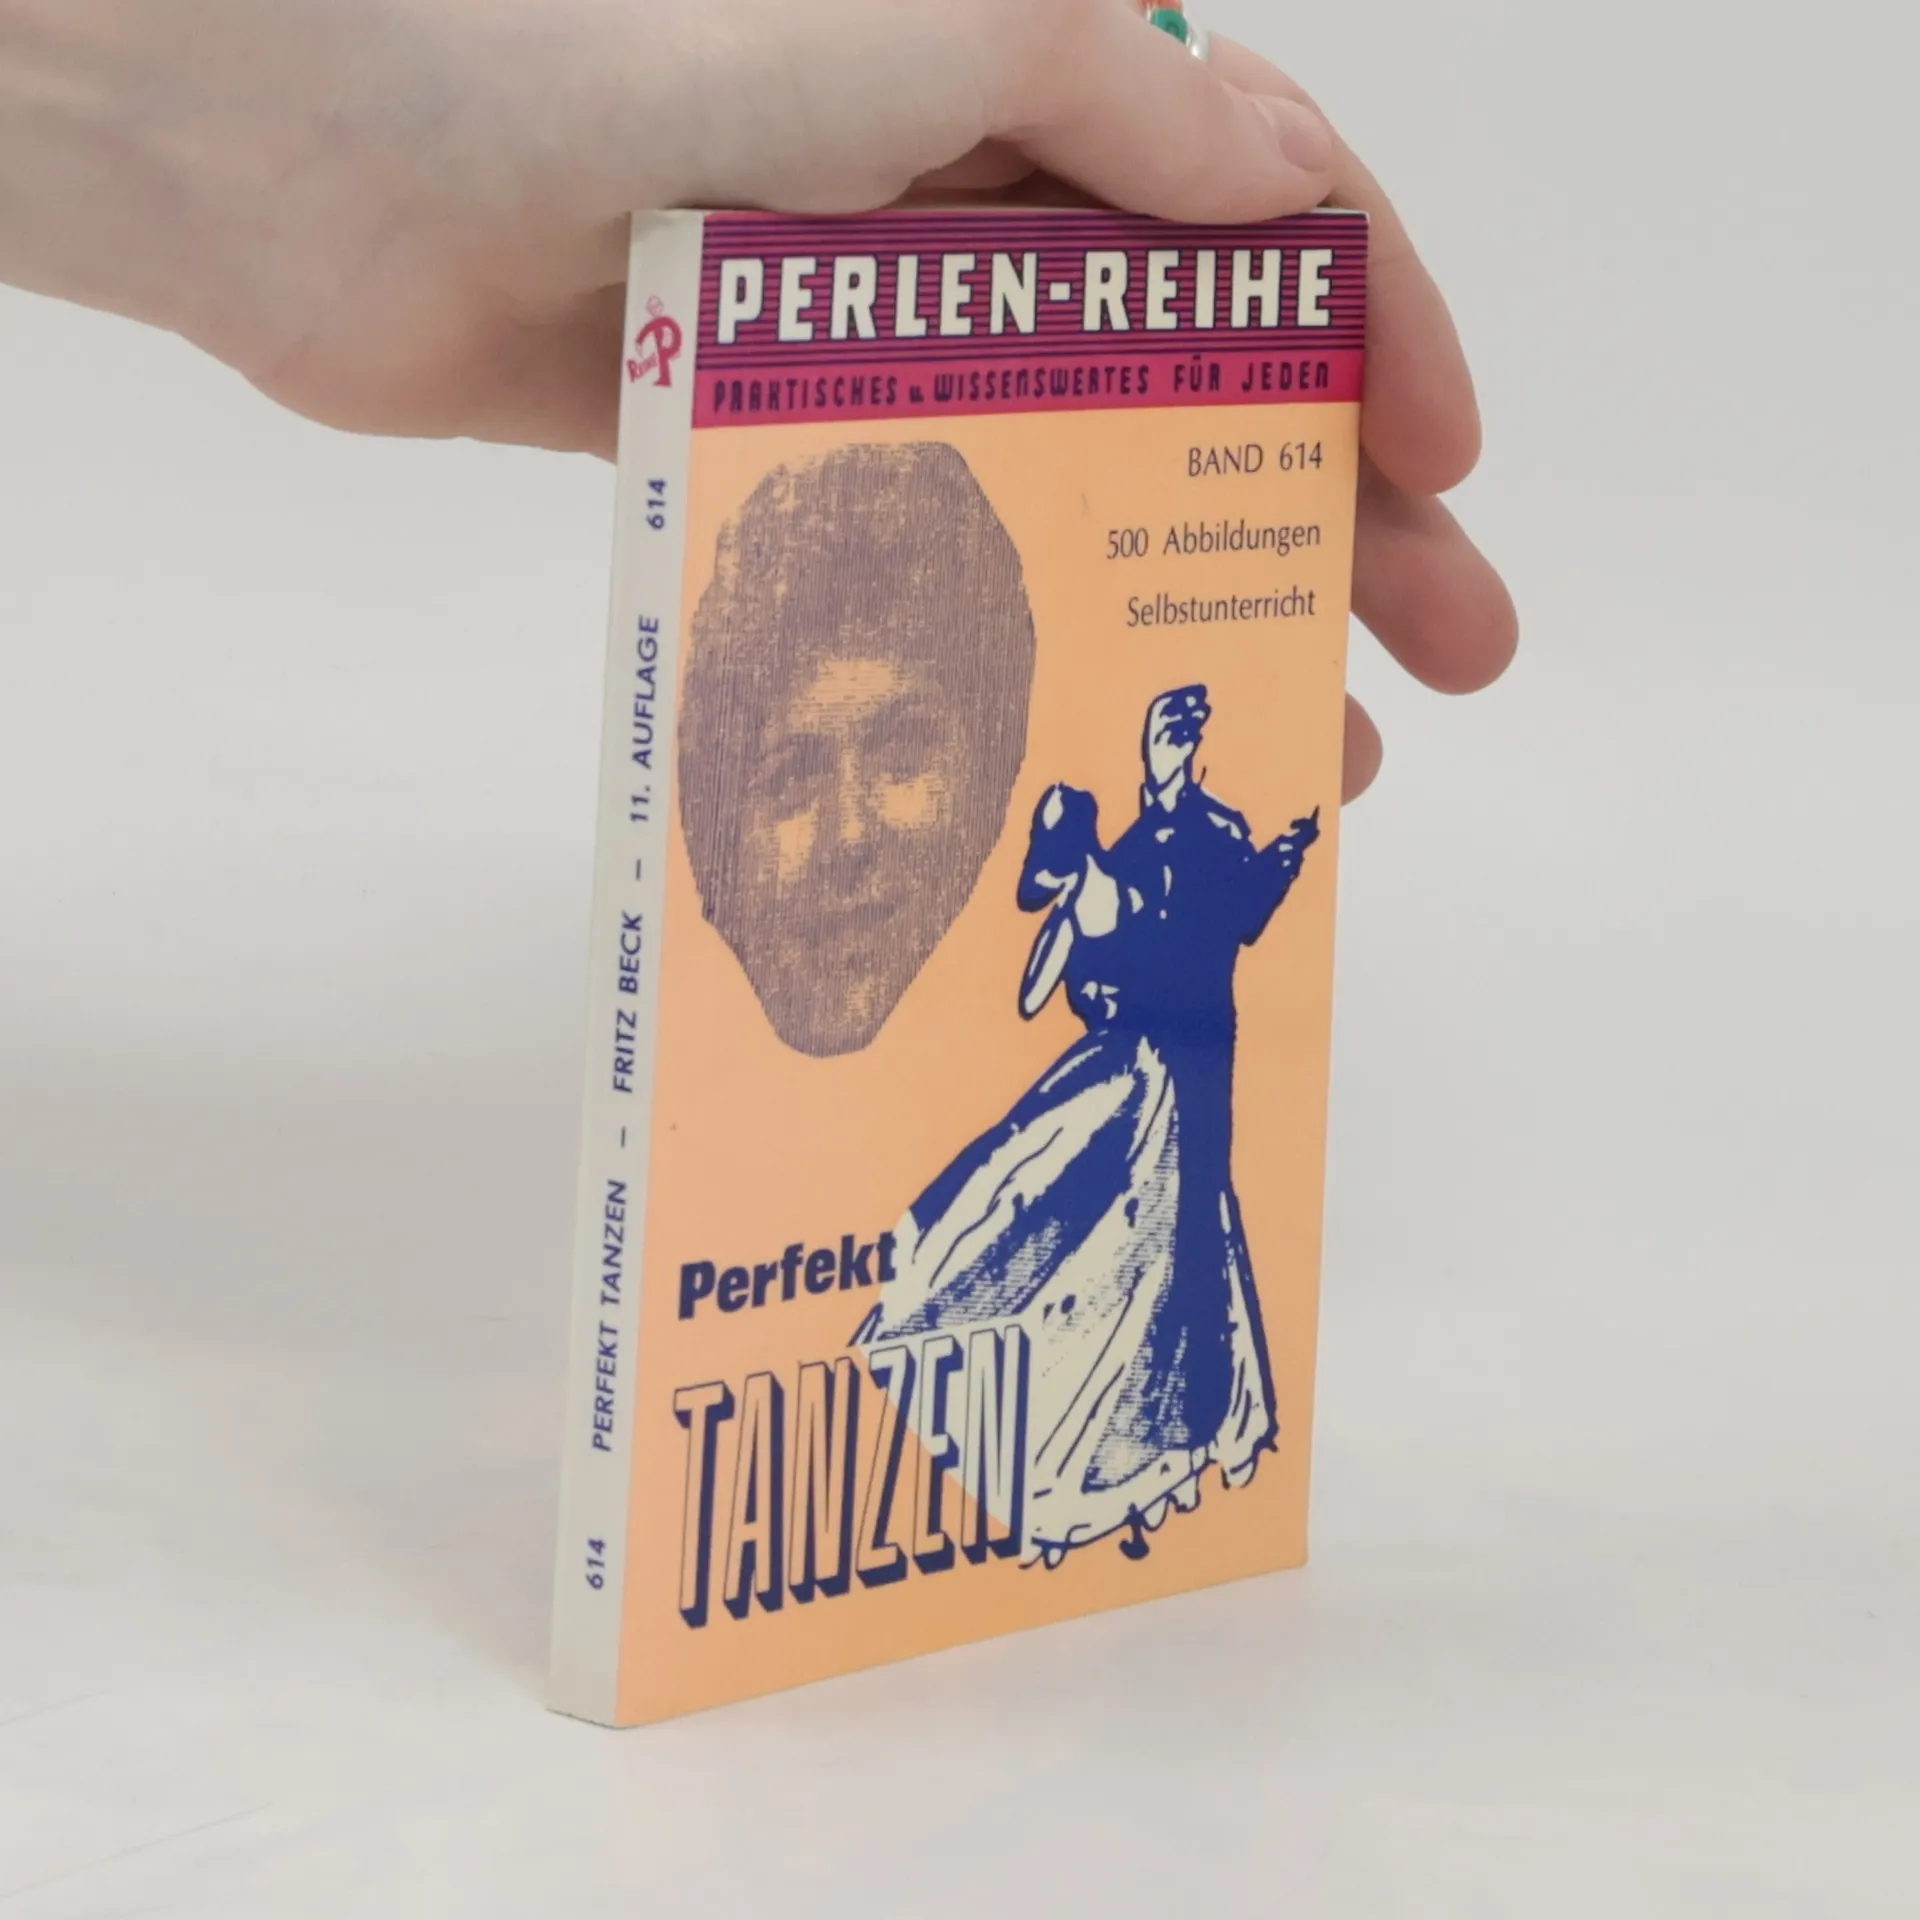 PERLEN-REIHE
PRAKTISCHES u. WISSENSWERTES FÜR JEDEN
BAND 614
500 Abbildungen
Selbstunterricht
Perfekt
TANZEN
614 PERFEKT TANZEN – FRITZ BECK – 11. AUFLAGE 614
REIHE P